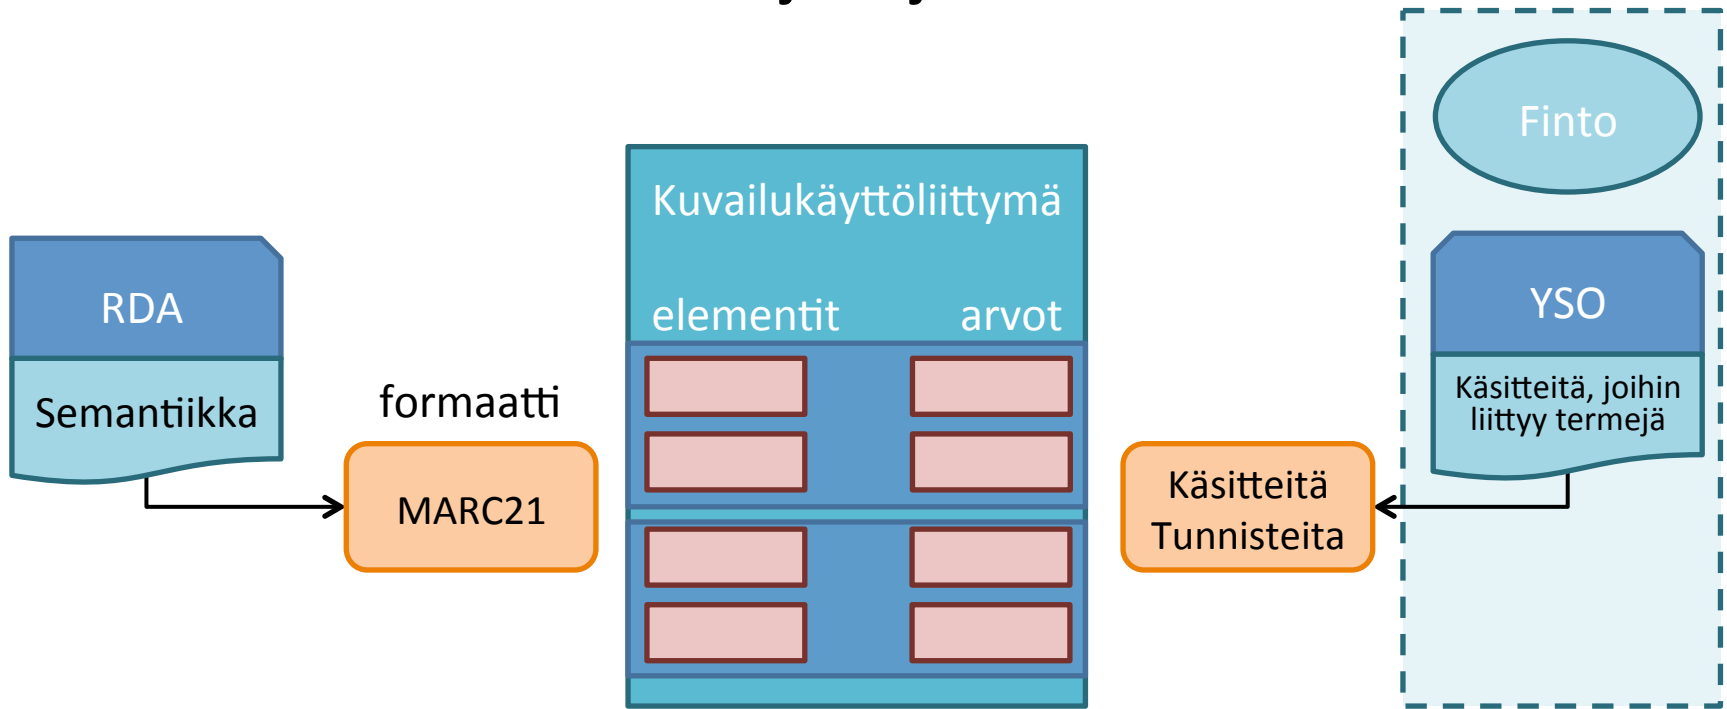 RDA
Semantiikka
formaatti
MARC21
Kuvailukäyttöliittymä
elementit arvot
Käsitteitä
Tunnisteita
Finto
YSO
Käsitteitä, joihin
liittyy termejä